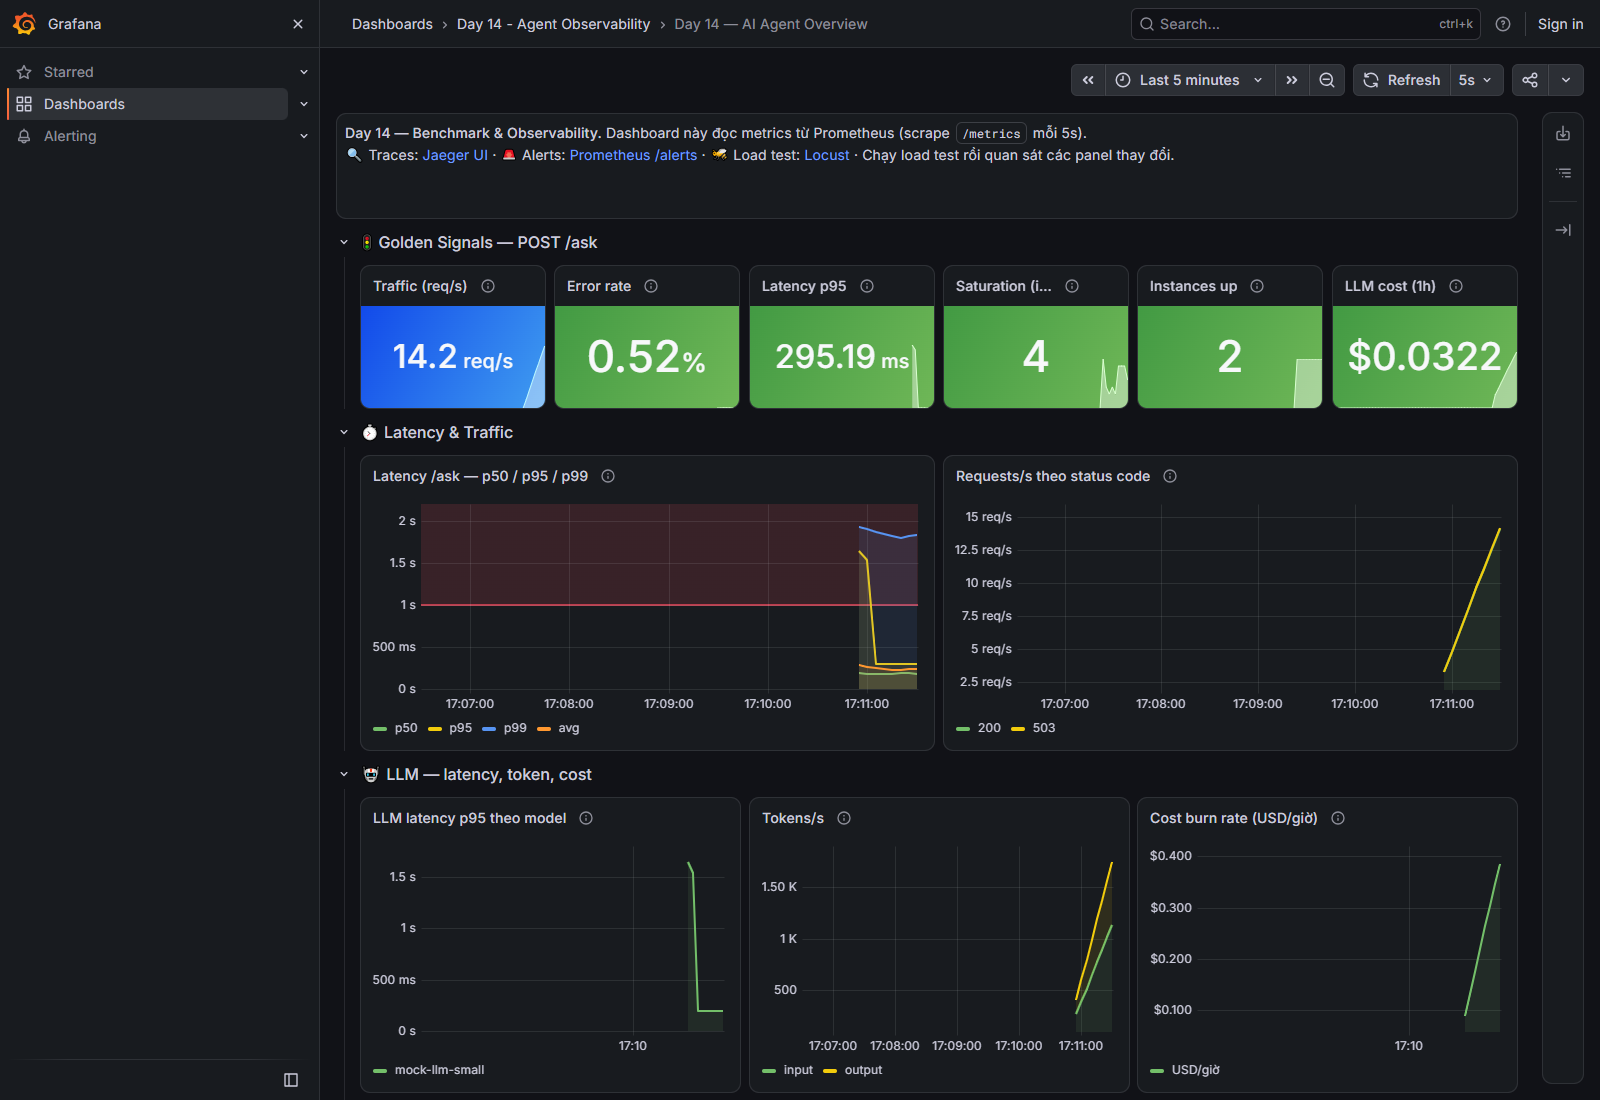 Grafana
Dashboards › Day 14 - Agent Observability › Day 14 — AI Agent Overview
Search...
ctrl+k
Sign in
Starred
Dashboards
Alerting
Last 5 minutes
Refresh
5s
Day 14 — Benchmark & Observability. Dashboard này đọc metrics từ Prometheus (scrape /metrics mỗi 5s).
Traces: Jaeger UI · Alerts: Prometheus /alerts · Load test: Locust · Chạy load test rồi quan sát các panel thay đổi.
Golden Signals — POST /ask
Traffic (req/s)
14.2 req/s
Error rate
0.52%
Latency p95
295.19 ms
Saturation (i...
4
Instances up
2
LLM cost (1h)
$0.0322
Latency & Traffic
Latency /ask — p50 / p95 / p99
2 s
1.5 s
1 s
500 ms
0 s
17:07:00 17:08:00 17:09:00 17:10:00 17:11:00
p50 p95 p99 avg
Requests/s theo status code
15 req/s
12.5 req/s
10 req/s
7.5 req/s
5 req/s
2.5 req/s
17:07:00 17:08:00 17:09:00 17:10:00 17:11:00
200 503
LLM — latency, token, cost
LLM latency p95 theo model
1.5 s
1 s
500 ms
0 s
17:10
mock-llm-small
Tokens/s
1.50 K
1 K
500
17:07:00 17:08:00 17:09:00 17:10:00 17:11:00
input output
Cost burn rate (USD/giờ)
$0.400
$0.300
$0.200
$0.100
17:10
USD/giờ